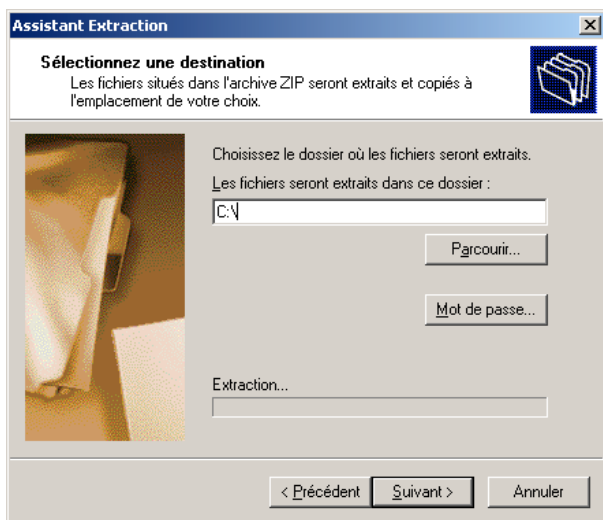 Assistant Extraction
Sélectionnez une destination
Les fichiers situés dans l'archive ZIP seront extraits et copiés à
l'emplacement de votre choix.
Choisissez le dossier où les fichiers seront extraits.
Les fichiers seront extraits dans ce dossier :
C:\
Parcourir...
Mot de passe...
Extraction...
< Précédent
Suivant >
Annuler